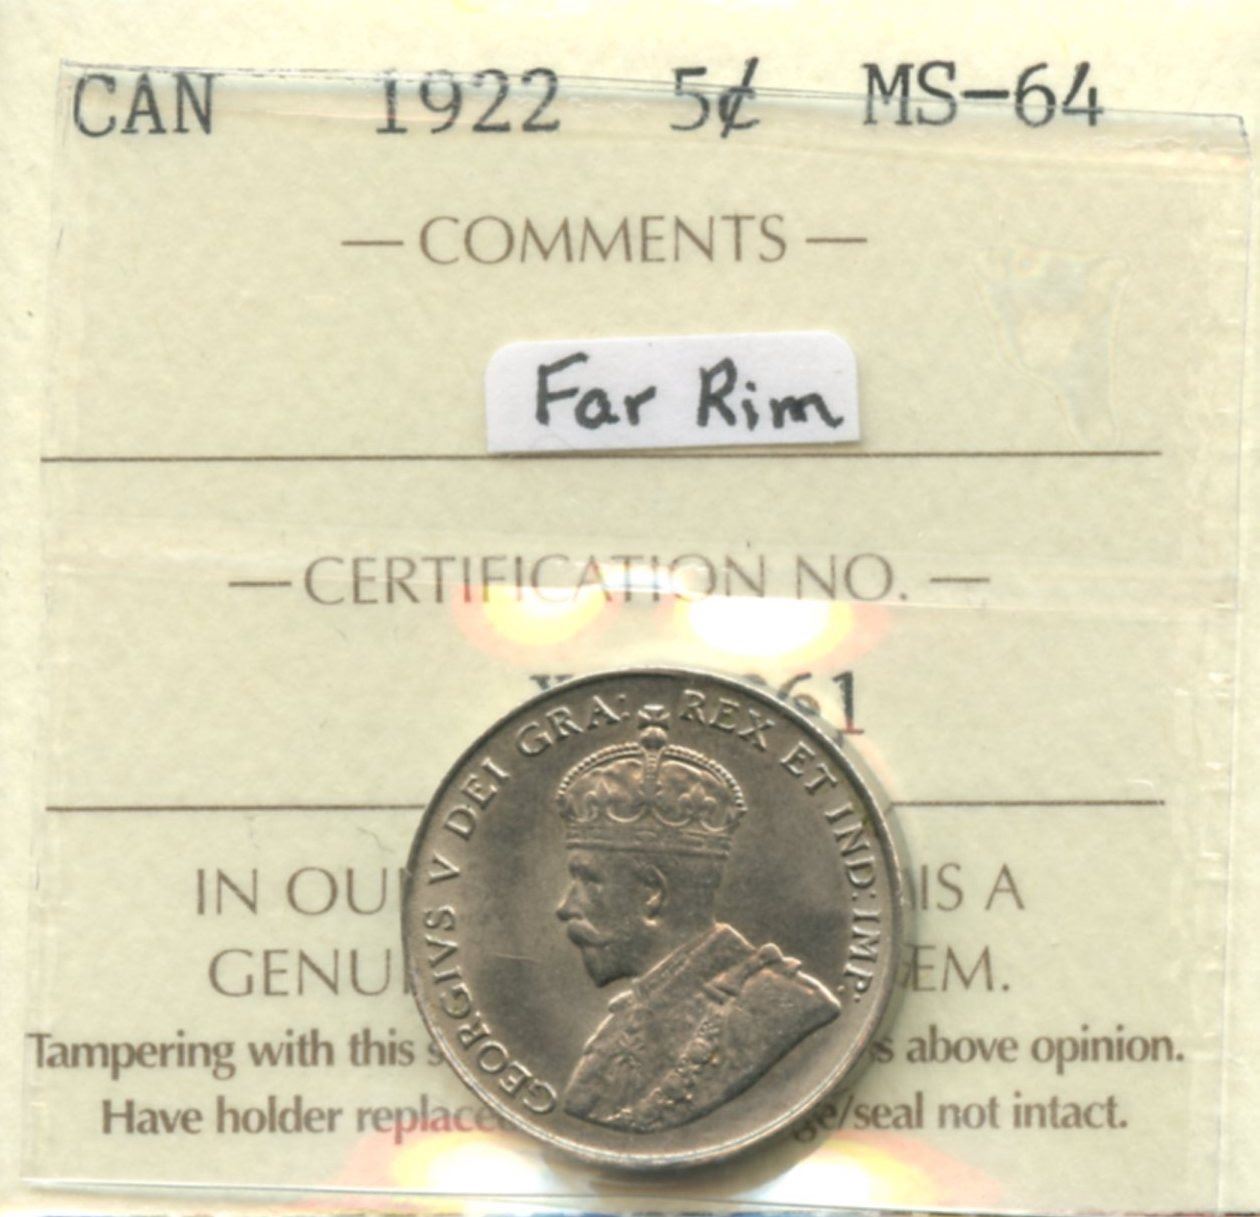 CAN 1922 5¢ MS-64
— COMMENTS —
Far Rim
— CERTIFICATION NO. —
61
GEORGIVS V DEI GRA: REX ET IND: IMP:
IN OU IS A
GENU EM.
Tampering with this s s above opinion.
Have holder replace ge/seal not intact.